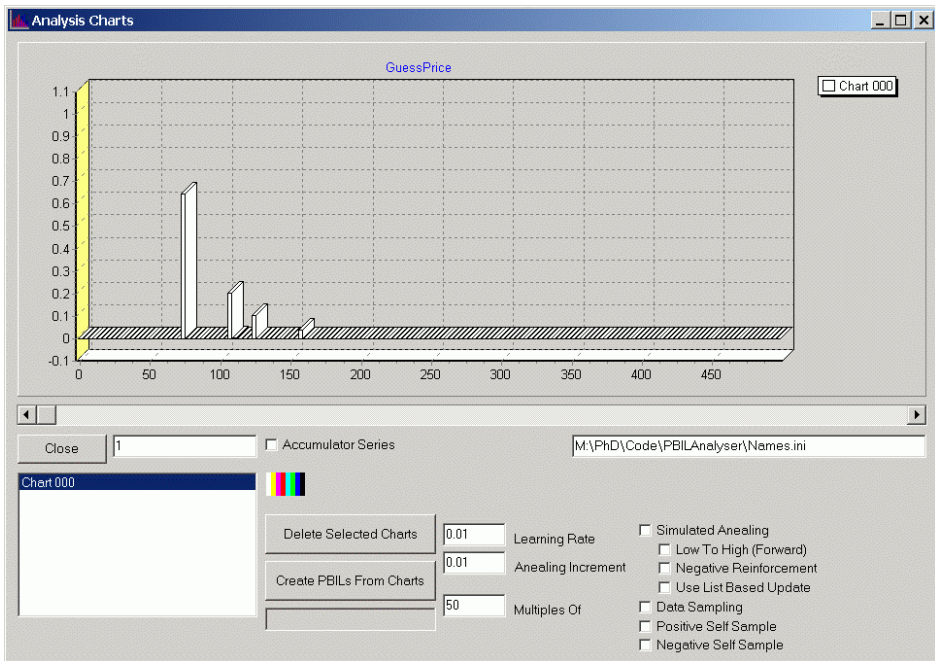 Analysis Charts
GuessPrice
Chart 000
1.1
1
0.9
0.8
0.7
0.6
0.5
0.4
0.3
0.2
0.1
0
-0.1
0 50 100 150 200 250 300 350 400 450
Close 1 Accumulator Series M:\PhD\Code\PBILAnalyser\Names.ini
Chart 000
Delete Selected Charts 0.01 Learning Rate
0.01 Anealing Increment
Create PBILs From Charts
50 Multiples Of
Simulated Anealing
Low To High (Forward)
Negative Reinforcement
Use List Based Update
Data Sampling
Positive Self Sample
Negative Self Sample